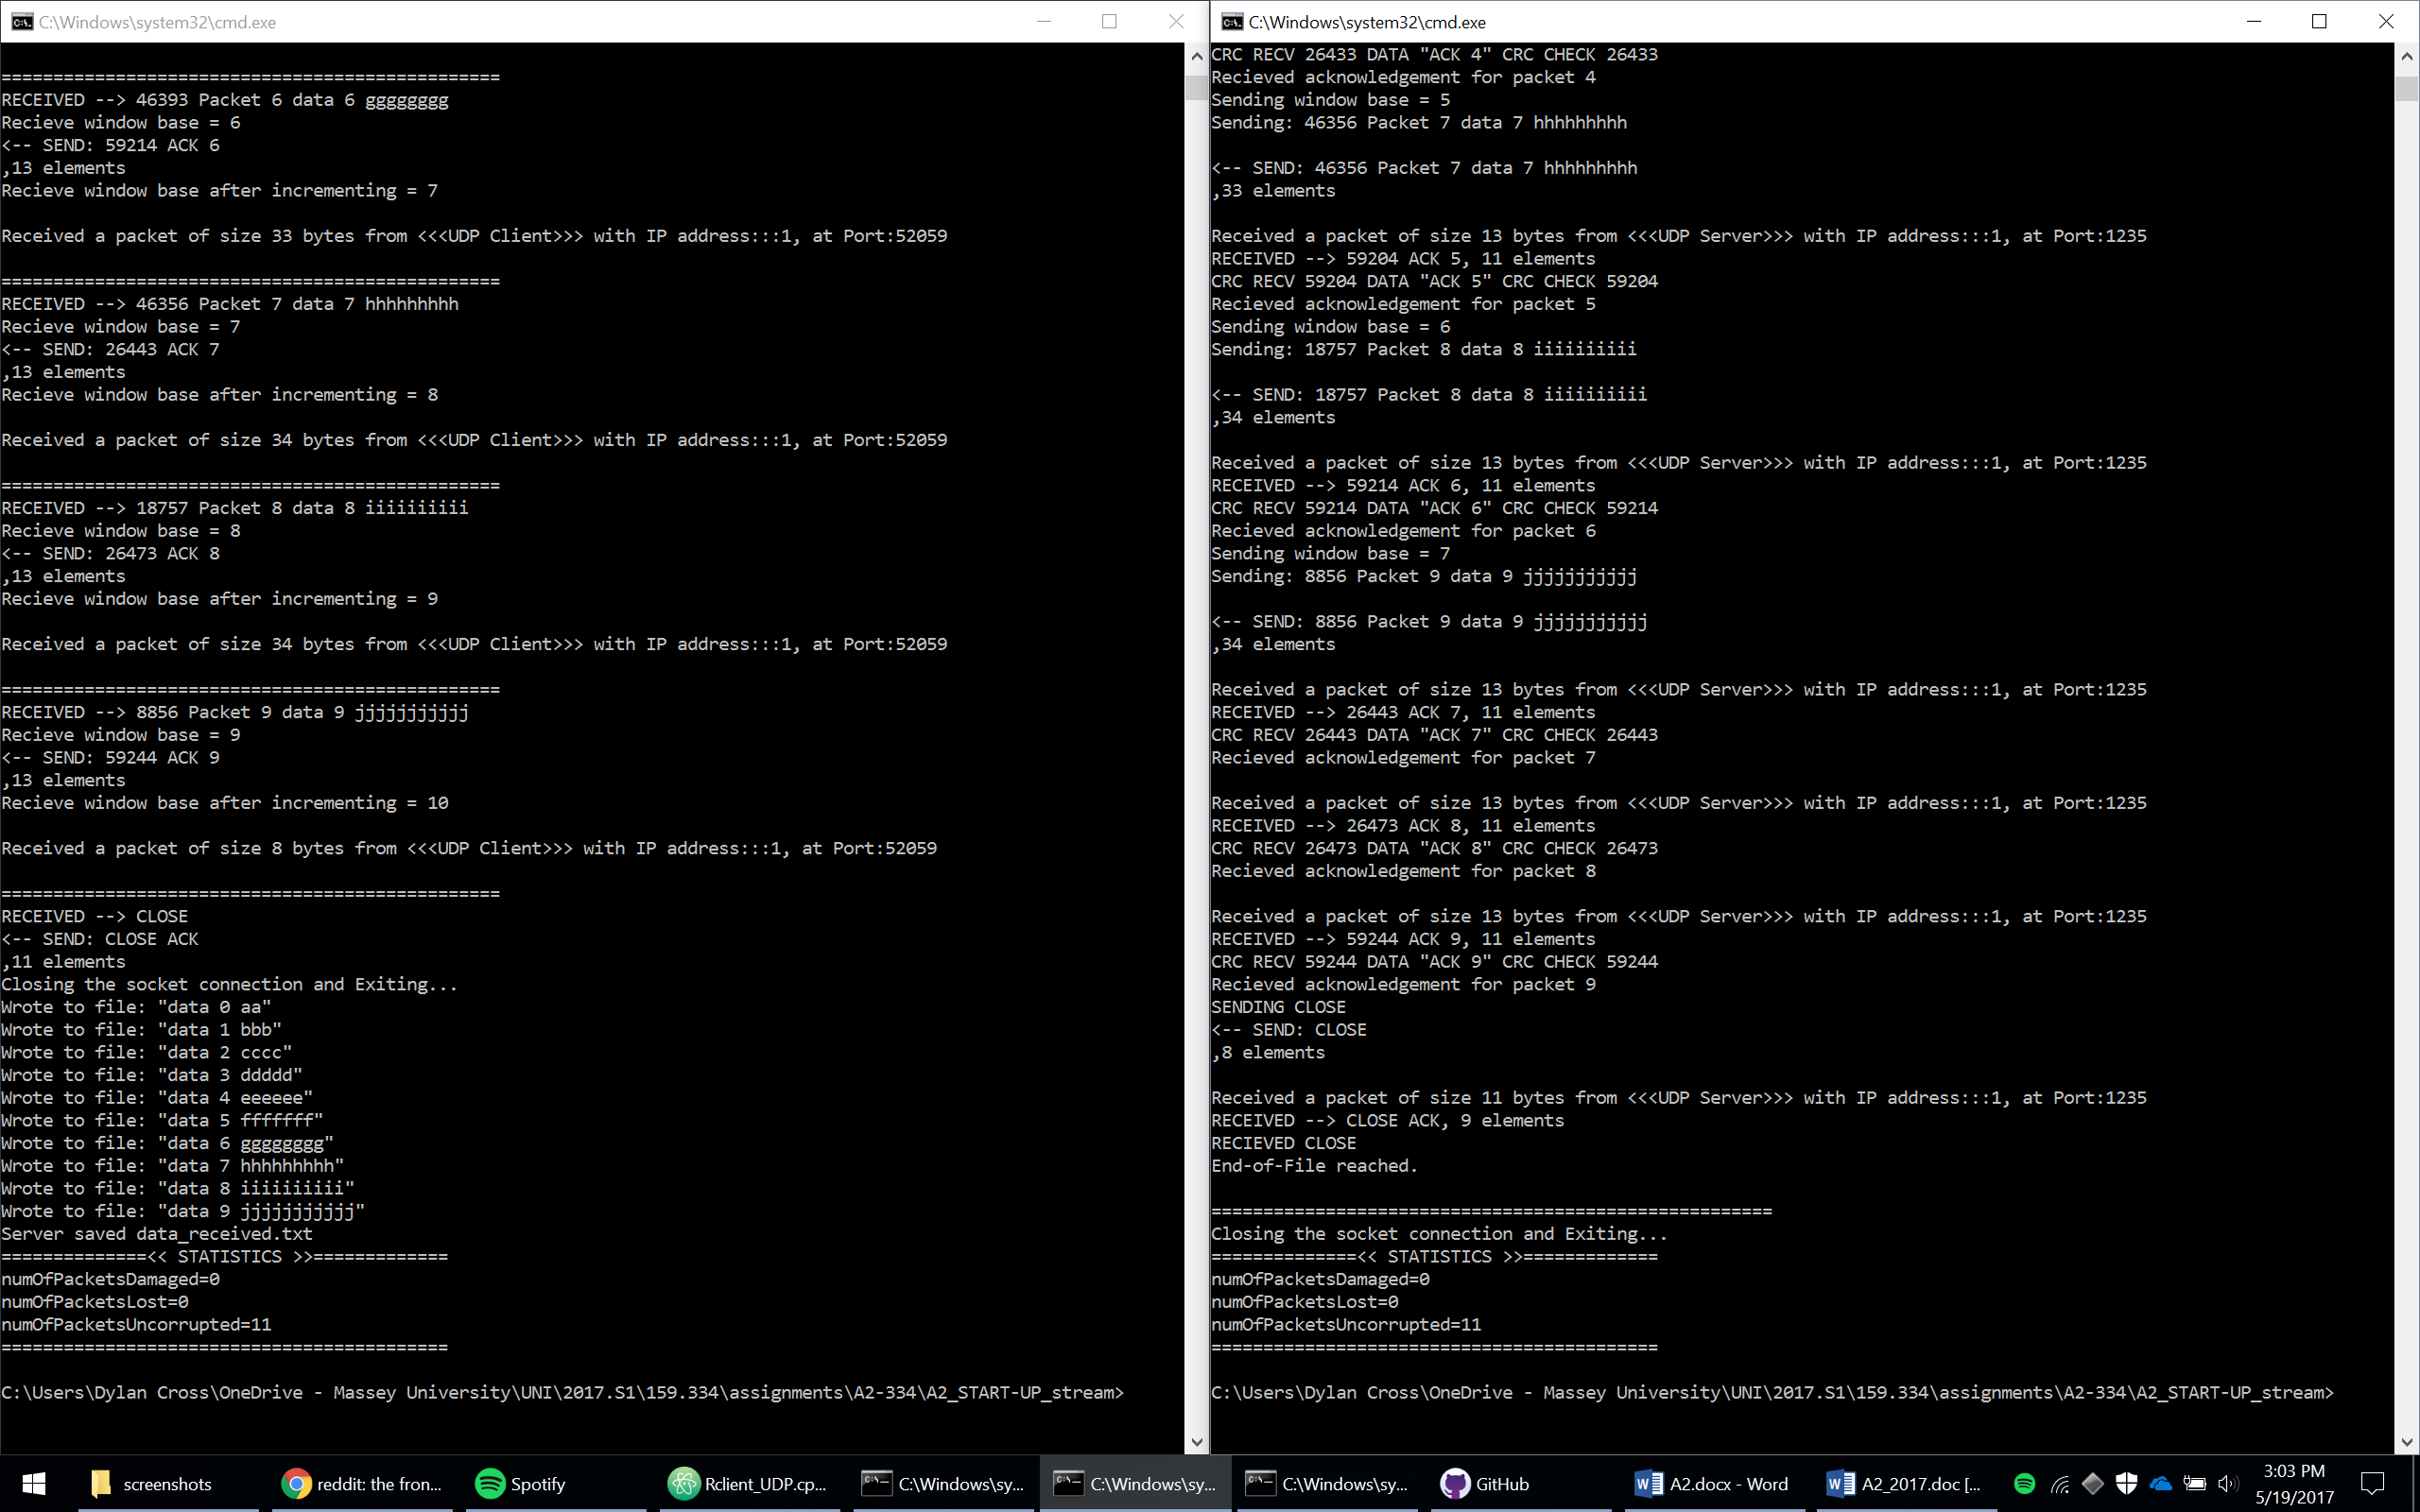 C:\Windows\system32\cmd.exe
==============================================
RECEIVED --> 46393 Packet 6 data 6 gggggggg
Recieve window base = 6
<-- SEND: 59214 ACK 6
,13 elements
Recieve window base after incrementing = 7
Received a packet of size 33 bytes from <<<UDP Client>>> with IP address:::1, at Port:52059
==============================================
RECEIVED --> 46356 Packet 7 data 7 hhhhhhhhh
Recieve window base = 7
<-- SEND: 26443 ACK 7
,13 elements
Recieve window base after incrementing = 8
Received a packet of size 34 bytes from <<<UDP Client>>> with IP address:::1, at Port:52059
==============================================
RECEIVED --> 18757 Packet 8 data 8 iiiiiiiiii
Recieve window base = 8
<-- SEND: 26473 ACK 8
,13 elements
Recieve window base after incrementing = 9
Received a packet of size 34 bytes from <<<UDP Client>>> with IP address:::1, at Port:52059
==============================================
RECEIVED --> 8856 Packet 9 data 9 jjjjjjjjjjj
Recieve window base = 9
<-- SEND: 59244 ACK 9
,13 elements
Recieve window base after incrementing = 10
Received a packet of size 8 bytes from <<<UDP Client>>> with IP address:::1, at Port:52059
==============================================
RECEIVED --> CLOSE
<-- SEND: CLOSE ACK
,11 elements
Closing the socket connection and Exiting...
Wrote to file: "data 0 aa"
Wrote to file: "data 1 bbb"
Wrote to file: "data 2 cccc"
Wrote to file: "data 3 ddddd"
Wrote to file: "data 4 eeeeee"
Wrote to file: "data 5 fffffff"
Wrote to file: "data 6 gggggggg"
Wrote to file: "data 7 hhhhhhhhh"
Wrote to file: "data 8 iiiiiiiiii"
Wrote to file: "data 9 jjjjjjjjjjj"
Server saved data_received.txt
==============<< STATISTICS >>=============
numOfPacketsDamaged=0
numOfPacketsLost=0
numOfPacketsUncorrupted=11
===========================================
C:\Users\Dylan Cross\OneDrive - Massey University\UNI\2017.S1\159.334\assignments\A2-334\A2_START-UP_stream>
C:\Windows\system32\cmd.exe
CRC RECV 26433 DATA "ACK 4" CRC CHECK 26433
Recieved acknowledgement for packet 4
Sending window base = 5
Sending: 46356 Packet 7 data 7 hhhhhhhhh
<-- SEND: 46356 Packet 7 data 7 hhhhhhhhh
,33 elements
Received a packet of size 13 bytes from <<<UDP Server>>> with IP address:::1, at Port:1235
RECEIVED --> 59204 ACK 5, 11 elements
CRC RECV 59204 DATA "ACK 5" CRC CHECK 59204
Recieved acknowledgement for packet 5
Sending window base = 6
Sending: 18757 Packet 8 data 8 iiiiiiiiii
<-- SEND: 18757 Packet 8 data 8 iiiiiiiiii
,34 elements
Received a packet of size 13 bytes from <<<UDP Server>>> with IP address:::1, at Port:1235
RECEIVED --> 59214 ACK 6, 11 elements
CRC RECV 59214 DATA "ACK 6" CRC CHECK 59214
Recieved acknowledgement for packet 6
Sending window base = 7
Sending: 8856 Packet 9 data 9 jjjjjjjjjjj
<-- SEND: 8856 Packet 9 data 9 jjjjjjjjjjj
,34 elements
Received a packet of size 13 bytes from <<<UDP Server>>> with IP address:::1, at Port:1235
RECEIVED --> 26443 ACK 7, 11 elements
CRC RECV 26443 DATA "ACK 7" CRC CHECK 26443
Recieved acknowledgement for packet 7
Received a packet of size 13 bytes from <<<UDP Server>>> with IP address:::1, at Port:1235
RECEIVED --> 26473 ACK 8, 11 elements
CRC RECV 26473 DATA "ACK 8" CRC CHECK 26473
Recieved acknowledgement for packet 8
Received a packet of size 13 bytes from <<<UDP Server>>> with IP address:::1, at Port:1235
RECEIVED --> 59244 ACK 9, 11 elements
CRC RECV 59244 DATA "ACK 9" CRC CHECK 59244
Recieved acknowledgement for packet 9
SENDING CLOSE
<-- SEND: CLOSE
,8 elements
Received a packet of size 11 bytes from <<<UDP Server>>> with IP address:::1, at Port:1235
RECEIVED --> CLOSE ACK, 9 elements
RECIEVED CLOSE
End-of-File reached.
======================================================
Closing the socket connection and Exiting...
==============<< STATISTICS >>=============
numOfPacketsDamaged=0
numOfPacketsLost=0
numOfPacketsUncorrupted=11
===========================================
C:\Users\Dylan Cross\OneDrive - Massey University\UNI\2017.S1\159.334\assignments\A2-334\A2_START-UP_stream>
screenshots
reddit: the fron...
Spotify
Rclient_UDP.cp...
C:\Windows\sy...
C:\Windows\sy...
C:\Windows\sy...
GitHub
A2.docx - Word
A2_2017.doc [...
3:03 PM
5/19/2017